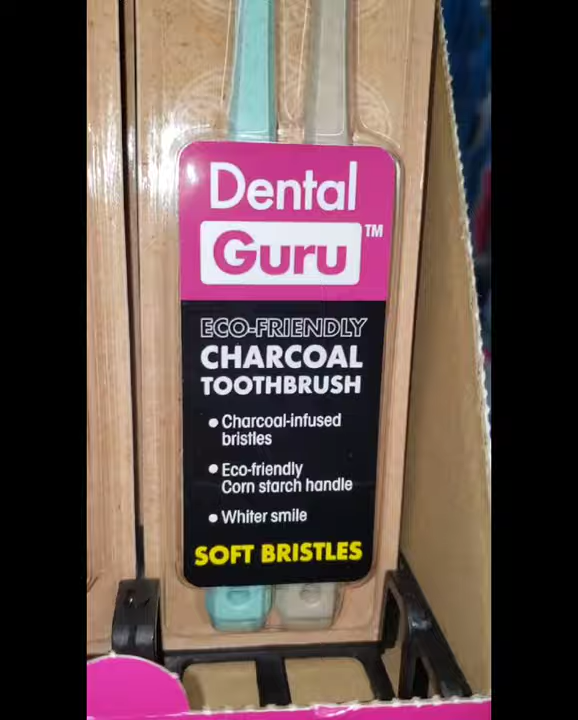 Dental
Guru™
ECO-FRIENDLY
CHARCOAL
TOOTHBRUSH
• Charcoal-infused
bristles
• Eco-friendly
Corn starch handle
• Whiter smile
SOFT BRISTLES